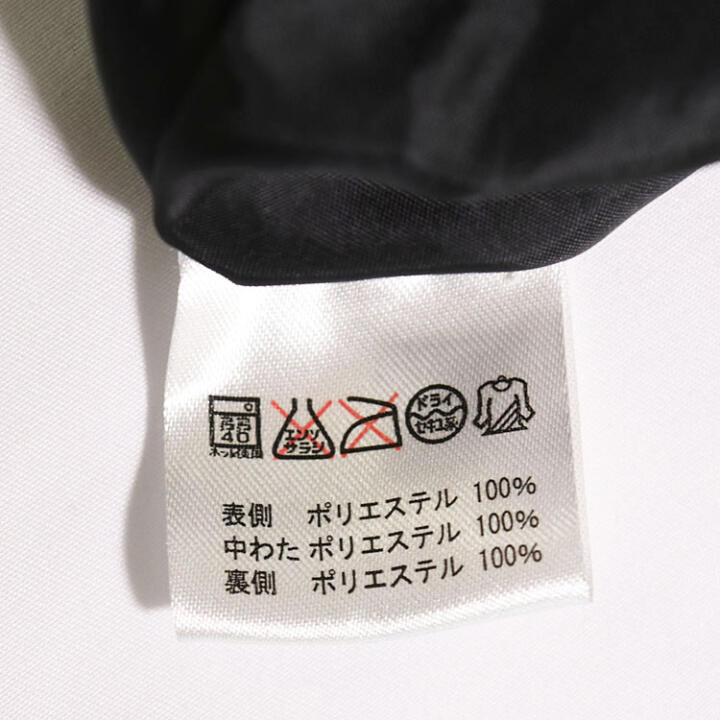 弱 40 ネット使用 エンソサラシ ドライ セキユ系
表側 ポリエステル 100%
中わた ポリエステル 100%
裏側 ポリエステル 100%